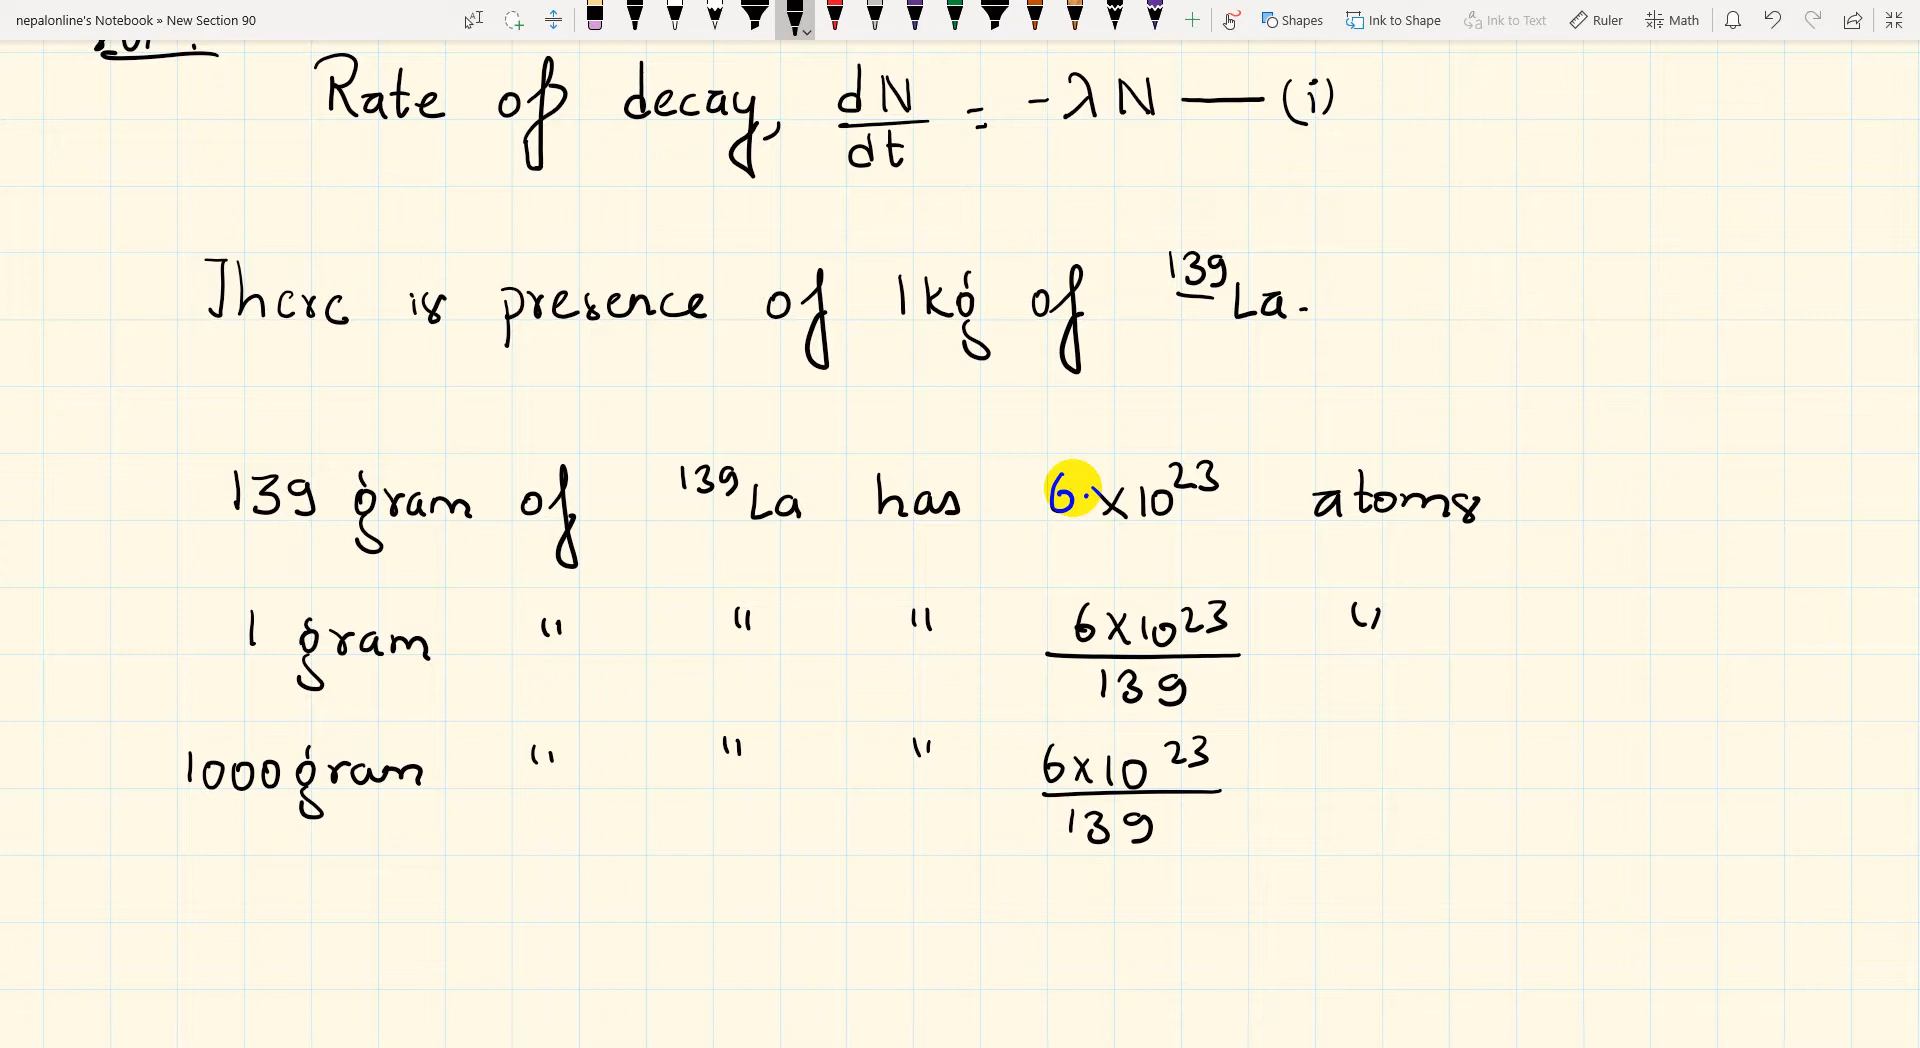 nepalonline's Notebook » New Section 90
Shapes Ink to Shape Ink to Text Ruler Math
Rate of decay, dN/dt = -λN —— (i)
There is presence of 1kg of ¹³⁹La.
139 gram of ¹³⁹La has 6.×10²³ atoms
1 gram " " " 6×10²³/139 "
1000 gram " " " 6×10²³/139